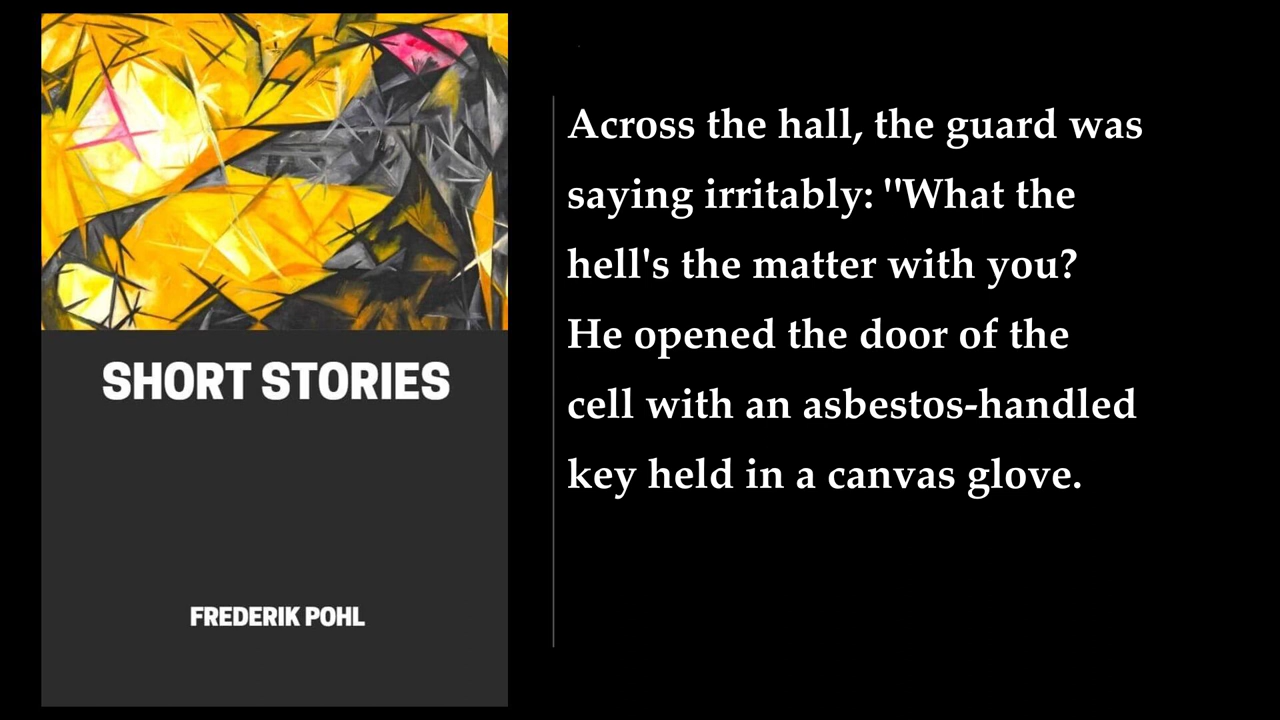 SHORT STORIES
FREDERIK POHL
Across the hall, the guard was
saying irritably: "What the
hell's the matter with you?
He opened the door of the
cell with an asbestos-handled
key held in a canvas glove.